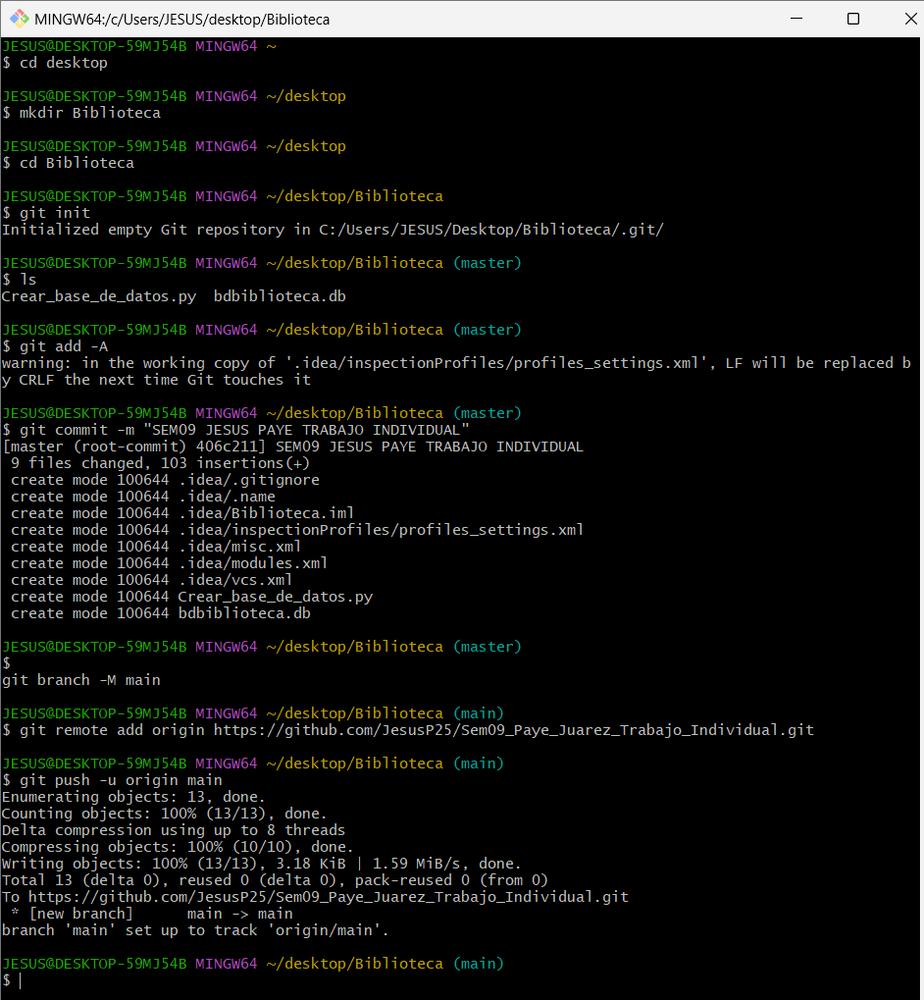 MINGW64:/c/Users/JESUS/desktop/Biblioteca
JESUS@DESKTOP-59MJ54B MINGW64 ~
$ cd desktop
JESUS@DESKTOP-59MJ54B MINGW64 ~/desktop
$ mkdir Biblioteca
JESUS@DESKTOP-59MJ54B MINGW64 ~/desktop
$ cd Biblioteca
JESUS@DESKTOP-59MJ54B MINGW64 ~/desktop/Biblioteca
$ git init
Initialized empty Git repository in C:/Users/JESUS/Desktop/Biblioteca/.git/
JESUS@DESKTOP-59MJ54B MINGW64 ~/desktop/Biblioteca (master)
$ ls
Crear_base_de_datos.py  bdbiblioteca.db
JESUS@DESKTOP-59MJ54B MINGW64 ~/desktop/Biblioteca (master)
$ git add -A
warning: in the working copy of '.idea/inspectionProfiles/profiles_settings.xml', LF will be replaced b
y CRLF the next time Git touches it
JESUS@DESKTOP-59MJ54B MINGW64 ~/desktop/Biblioteca (master)
$ git commit -m "SEM09 JESUS PAYE TRABAJO INDIVIDUAL"
[master (root-commit) 406c211] SEM09 JESUS PAYE TRABAJO INDIVIDUAL
 9 files changed, 103 insertions(+)
 create mode 100644 .idea/.gitignore
 create mode 100644 .idea/.name
 create mode 100644 .idea/Biblioteca.iml
 create mode 100644 .idea/inspectionProfiles/profiles_settings.xml
 create mode 100644 .idea/misc.xml
 create mode 100644 .idea/modules.xml
 create mode 100644 .idea/vcs.xml
 create mode 100644 Crear_base_de_datos.py
 create mode 100644 bdbiblioteca.db
JESUS@DESKTOP-59MJ54B MINGW64 ~/desktop/Biblioteca (master)
$
git branch -M main
JESUS@DESKTOP-59MJ54B MINGW64 ~/desktop/Biblioteca (main)
$ git remote add origin https://github.com/JesusP25/Sem09_Paye_Juarez_Trabajo_Individual.git
JESUS@DESKTOP-59MJ54B MINGW64 ~/desktop/Biblioteca (main)
$ git push -u origin main
Enumerating objects: 13, done.
Counting objects: 100% (13/13), done.
Delta compression using up to 8 threads
Compressing objects: 100% (10/10), done.
Writing objects: 100% (13/13), 3.18 KiB | 1.59 MiB/s, done.
Total 13 (delta 0), reused 0 (delta 0), pack-reused 0 (from 0)
To https://github.com/JesusP25/Sem09_Paye_Juarez_Trabajo_Individual.git
 * [new branch]      main -> main
branch 'main' set up to track 'origin/main'.
JESUS@DESKTOP-59MJ54B MINGW64 ~/desktop/Biblioteca (main)
$